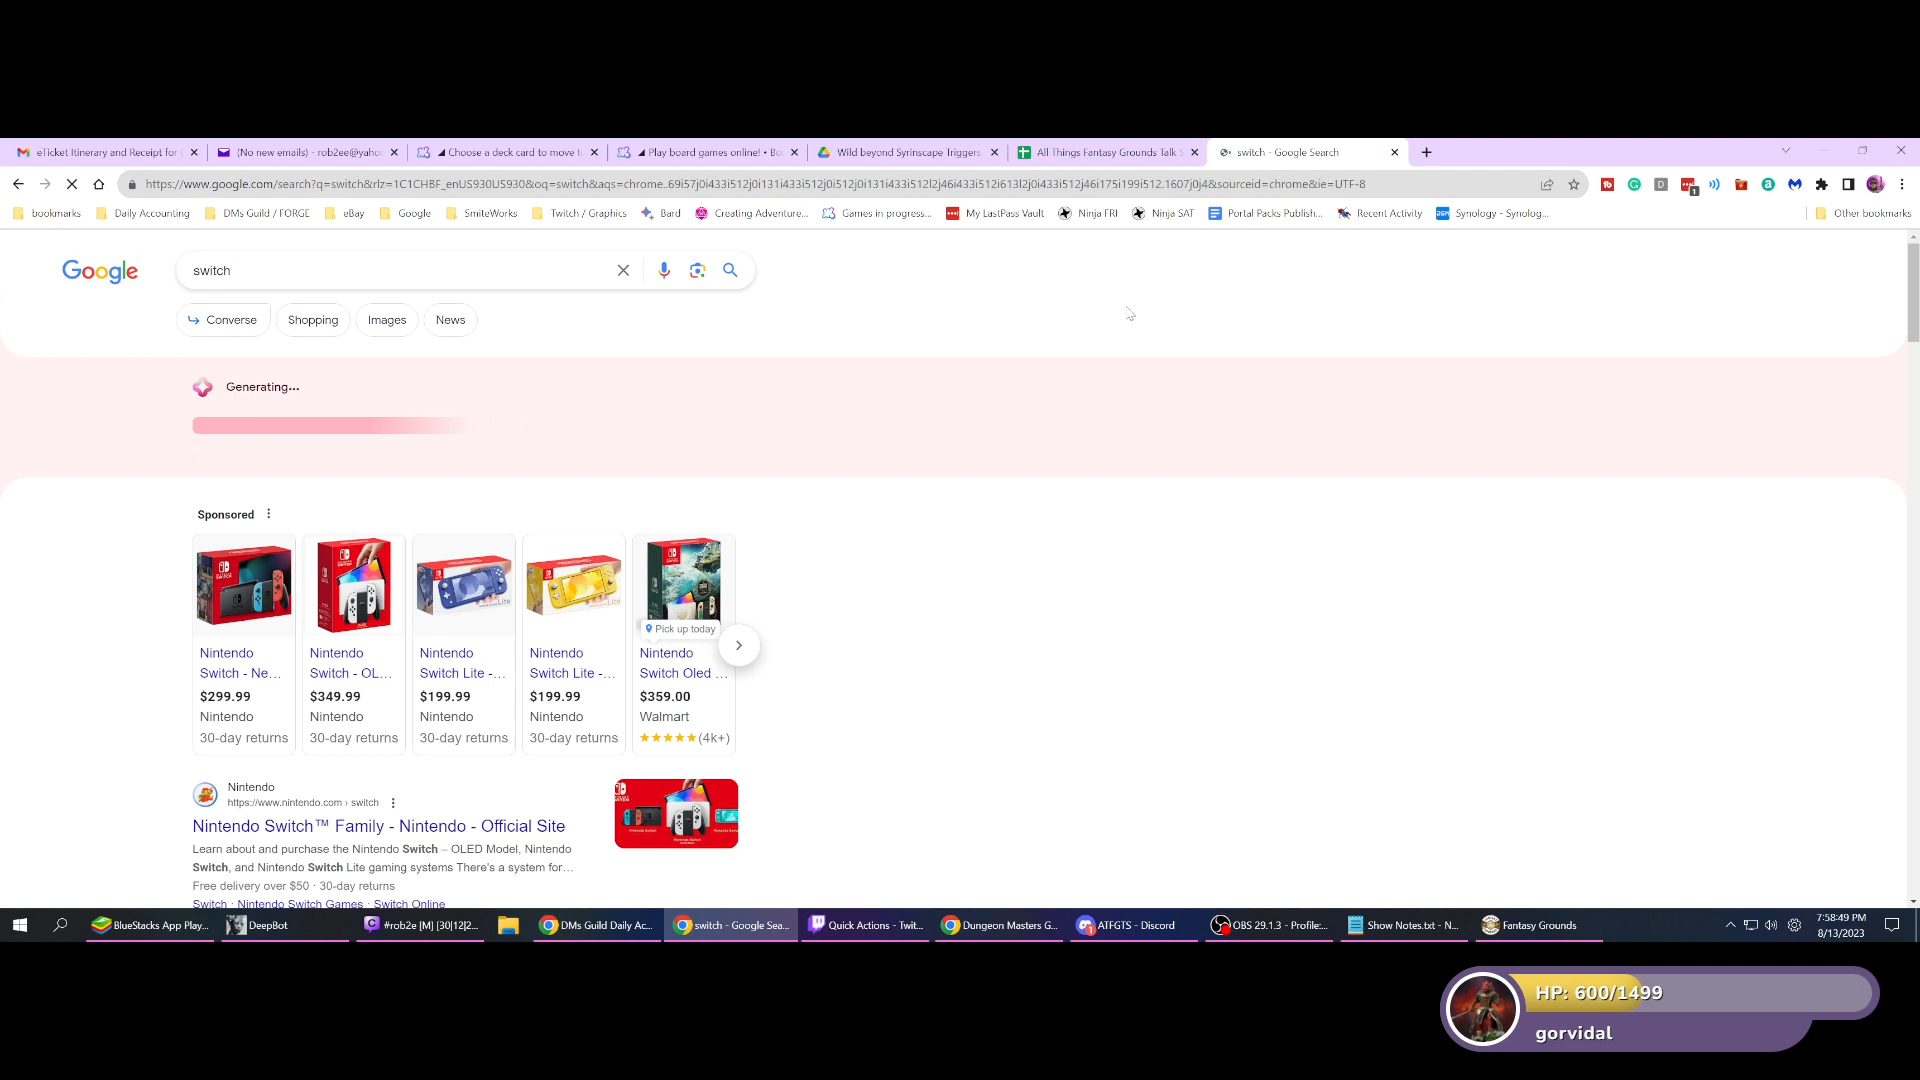 eTicket Itinerary and Receipt for
(No new emails) - rob2ee@yaho
Choose a deck card to move t
Play board games online! • Bo
Wild beyond Syrinscape Triggers
All Things Fantasy Grounds Talk S
switch - Google Search
https://www.google.com/search?q=switch&rlz=1C1CHBF_enUS930US930&oq=switch&aqs=chrome..69i57j0i433i512j0i131i433i512j0i512j0i131i433i512l2j46i433i512i613l2j0i433i512j46i175i199i512.1607j0j4&sourceid=chrome&ie=UTF-8
bookmarks
Daily Accounting
DMs Guild / FORGE
eBay
Google
SmiteWorks
Twitch / Graphics
Bard
Creating Adventure...
Games in progress...
My LastPass Vault
Ninja FRI
Ninja SAT
Portal Packs Publish...
Recent Activity
Synology - Synolog...
Other bookmarks
Google
switch
Converse
Shopping
Images
News
Generating...
Sponsored
Pick up today
Nintendo
Switch - Ne...
$299.99
Nintendo
30-day returns
Nintendo
Switch - OL...
$349.99
Nintendo
30-day returns
Nintendo
Switch Lite -...
$199.99
Nintendo
30-day returns
Nintendo
Switch Lite -...
$199.99
Nintendo
30-day returns
Nintendo
Switch Oled ...
$359.00
Walmart
(4k+)
Nintendo
https://www.nintendo.com › switch
Nintendo Switch™ Family - Nintendo - Official Site
Learn about and purchase the Nintendo Switch – OLED Model, Nintendo
Switch, and Nintendo Switch Lite gaming systems There's a system for...
Free delivery over $50 · 30-day returns
Switch · Nintendo Switch Games · Switch Online
BlueStacks App Play...
DeepBot
#rob2e [M] [30|12|2...
DMs Guild Daily Ac...
switch - Google Sea...
Quick Actions - Twit...
Dungeon Masters G...
ATFGTS - Discord
OBS 29.1.3 - Profile:...
Show Notes.txt - N...
Fantasy Grounds
7:58:49 PM
8/13/2023
HP: 600/1499
gorvidal